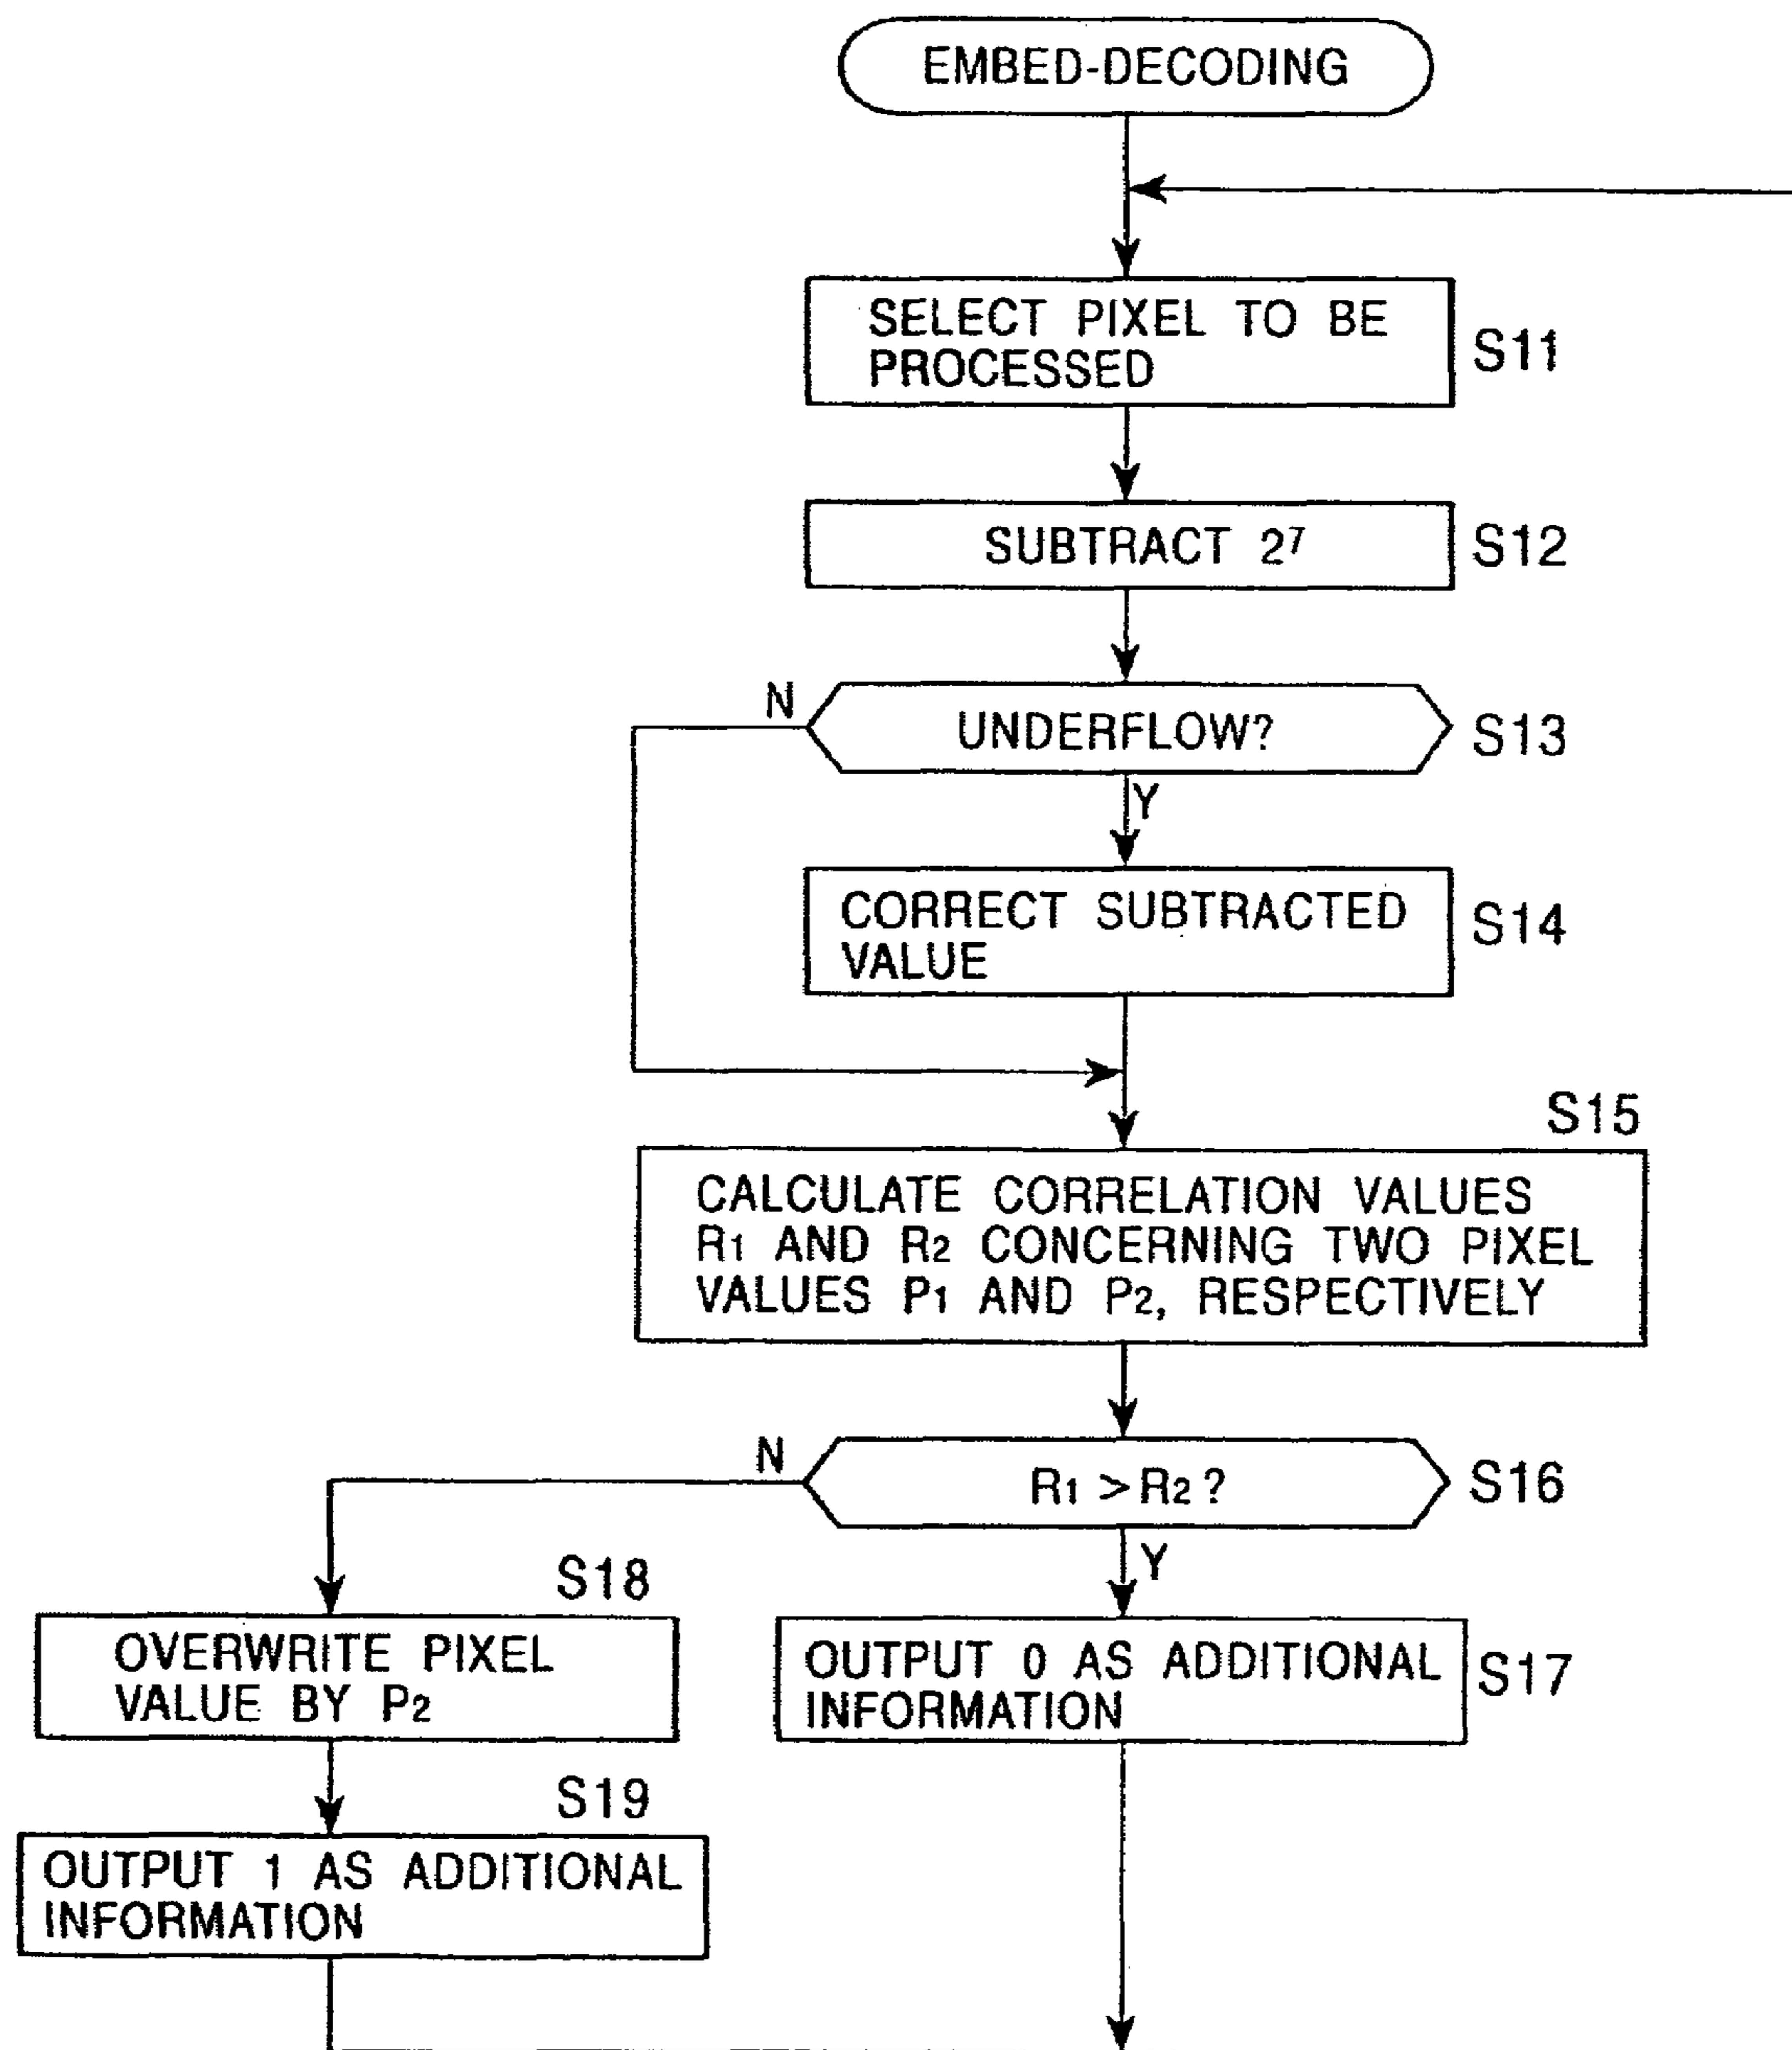 EMBED-DECODING
SELECT PIXEL TO BE
PROCESSED
S11
SUBTRACT 2⁷
S12
UNDERFLOW?
S13
N
Y
CORRECT SUBTRACTED
VALUE
S14
S15
CALCULATE CORRELATION VALUES
R₁ AND R₂ CONCERNING TWO PIXEL
VALUES P₁ AND P₂, RESPECTIVELY
N
R₁ > R₂ ?
S16
Y
S18
OVERWRITE PIXEL
VALUE BY P₂
OUTPUT 0 AS ADDITIONAL
INFORMATION
S17
S19
OUTPUT 1 AS ADDITIONAL
INFORMATION